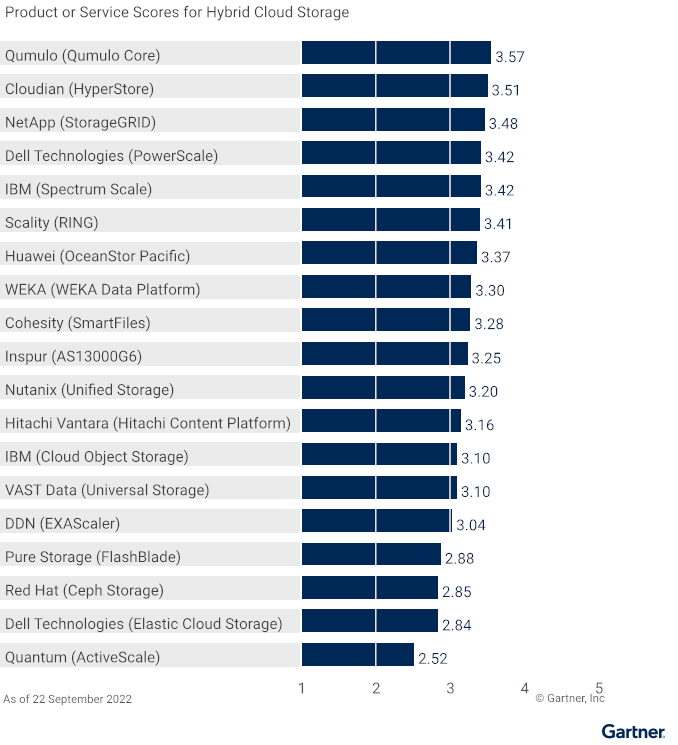 Product or Service Scores for Hybrid Cloud Storage
Qumulo (Qumulo Core) 3.57
Cloudian (HyperStore) 3.51
NetApp (StorageGRID) 3.48
Dell Technologies (PowerScale) 3.42
IBM (Spectrum Scale) 3.42
Scality (RING) 3.41
Huawei (OceanStor Pacific) 3.37
WEKA (WEKA Data Platform) 3.30
Cohesity (SmartFiles) 3.28
Inspur (AS13000G6) 3.25
Nutanix (Unified Storage) 3.20
Hitachi Vantara (Hitachi Content Platform) 3.16
IBM (Cloud Object Storage) 3.10
VAST Data (Universal Storage) 3.10
DDN (EXAScaler) 3.04
Pure Storage (FlashBlade) 2.88
Red Hat (Ceph Storage) 2.85
Dell Technologies (Elastic Cloud Storage) 2.84
Quantum (ActiveScale) 2.52
1 2 3 4 5
As of 22 September 2022 © Gartner, Inc
Gartner